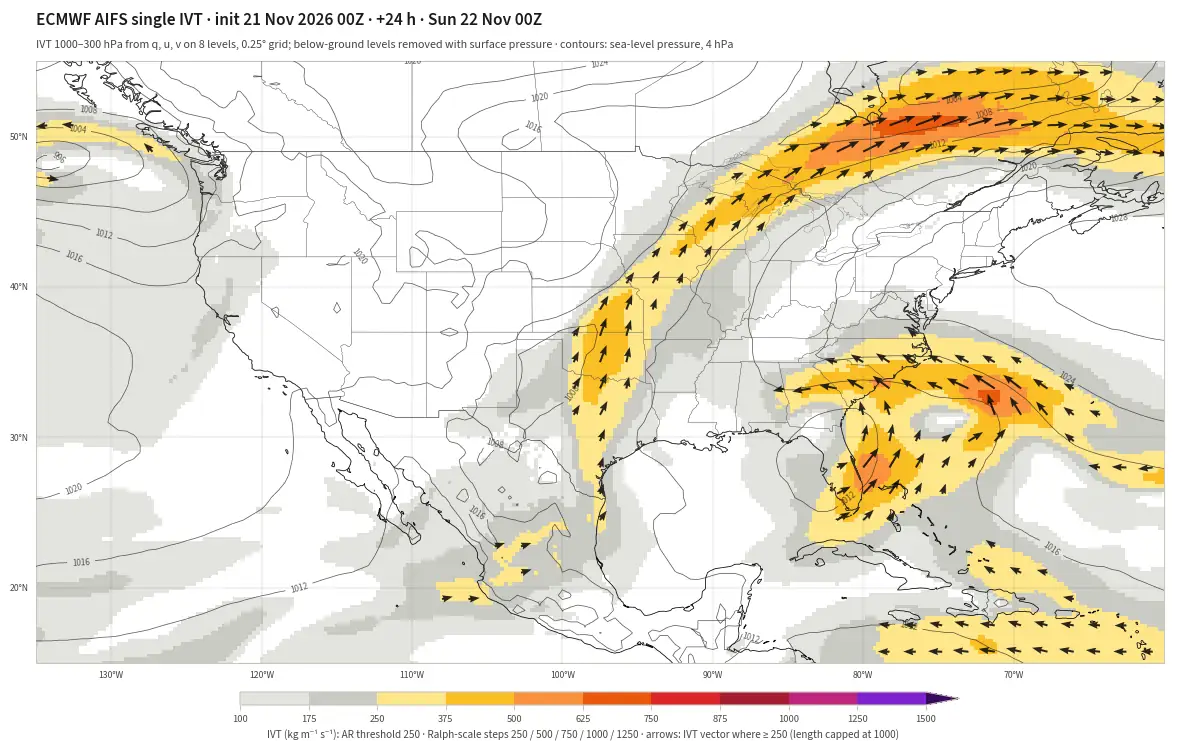 ECMWF AIFS single IVT · init 21 Nov 2026 00Z · +24 h · Sun 22 Nov 00Z
IVT 1000–300 hPa from q, u, v on 8 levels, 0.25° grid; below-ground levels removed with surface pressure · contours: sea-level pressure, 4 hPa
1024
1020
1016
1008
1004
996
1004
1008
1012
1020
1028
1012
1016
1020
1024
1008
1016
1012
1020
1016
1012
1016
1012
50°N
40°N
30°N
20°N
130°W 120°W 110°W 100°W 90°W 80°W 70°W
100 175 250 375 500 625 750 875 1000 1250 1500
IVT (kg m⁻¹ s⁻¹): AR threshold 250 · Ralph-scale steps 250 / 500 / 750 / 1000 / 1250 · arrows: IVT vector where ≥ 250 (length capped at 1000)